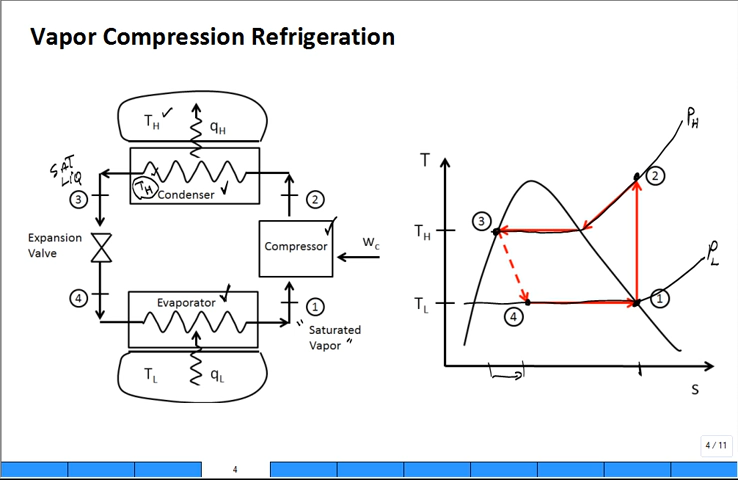 Vapor Compression Refrigeration
T_H ✓
q_H
SAT
LIQ
T_H
Condenser
3
2
Expansion
Valve
Compressor
W_c
4
Evaporator
1
"Saturated
Vapor"
T_L
q_L
P_H
T
2
3
T_H
P_L
T_L
1
4
s
4 / 11
4